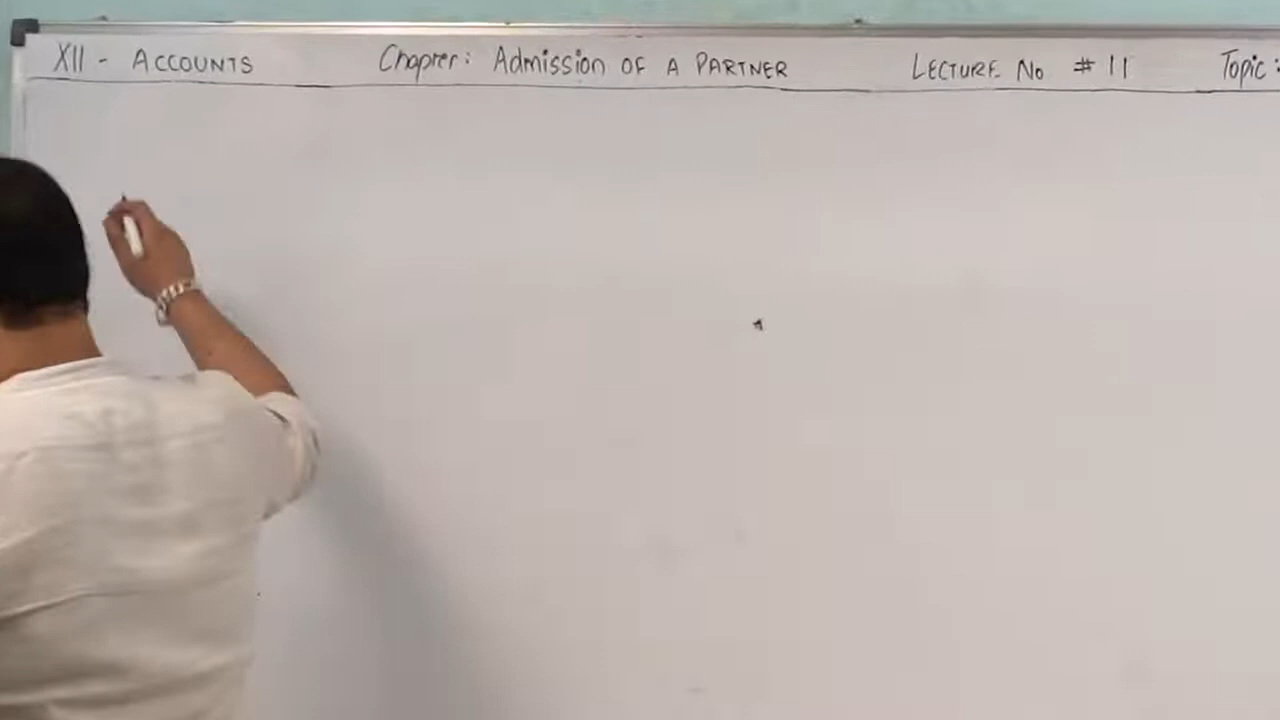 XII - ACCOUNTS Chapter: Admission OF A PARTNER LECTURE No # 11 Topic: